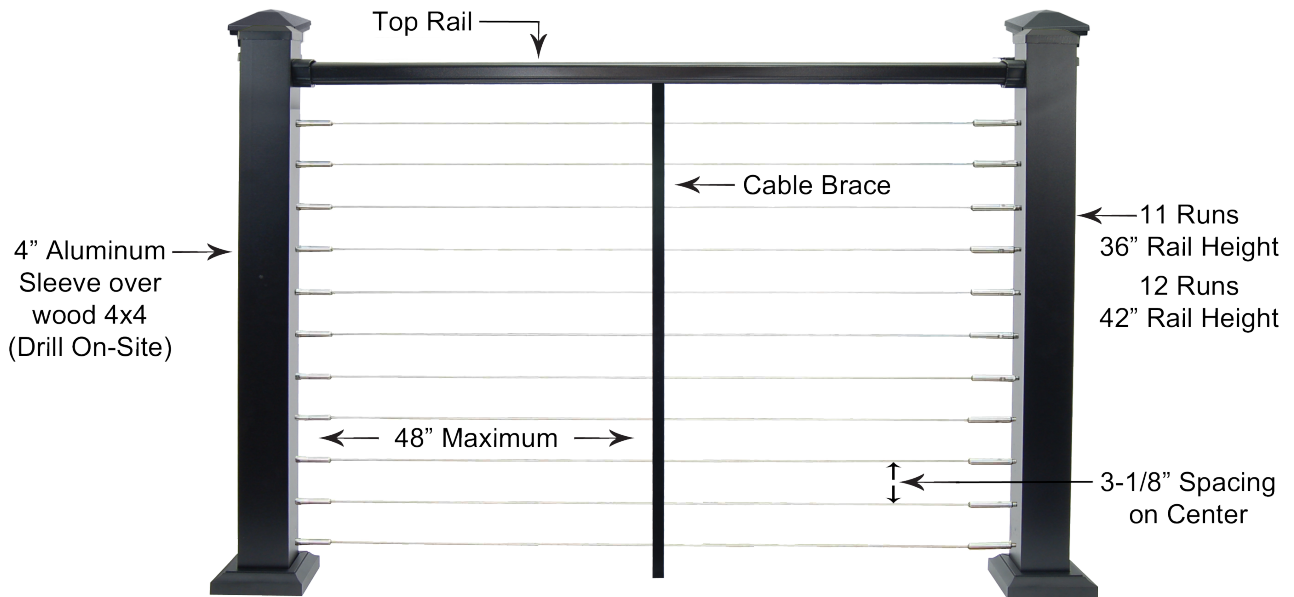 Top Rail
Cable Brace
4” Aluminum
Sleeve over
wood 4x4
(Drill On-Site)
11 Runs
36” Rail Height
12 Runs
42” Rail Height
48” Maximum
3-1/8” Spacing
on Center